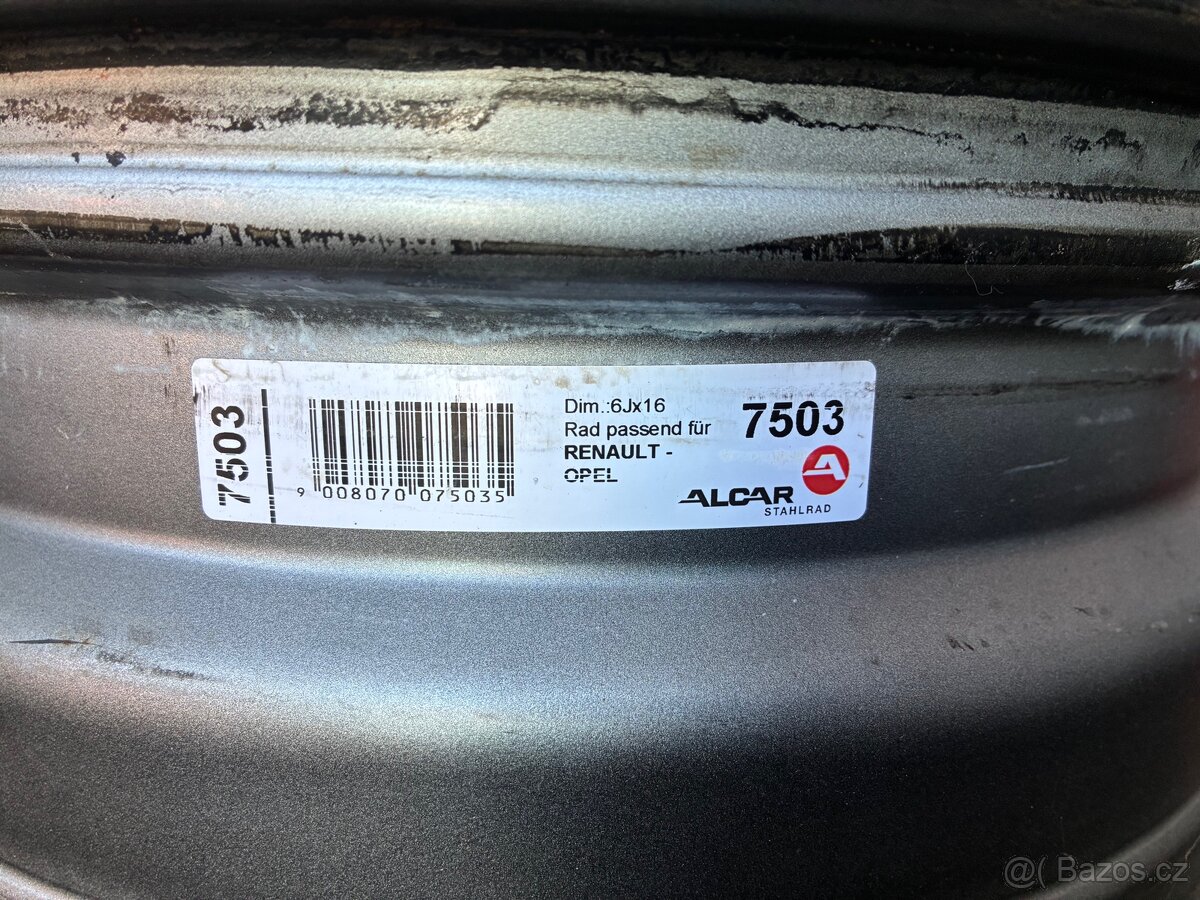 7503
9 008070 075035
Dim.:6Jx16
Rad passend für
RENAULT -
OPEL
7503
A
ALCAR
STAHLRAD
@( Bazos.cz